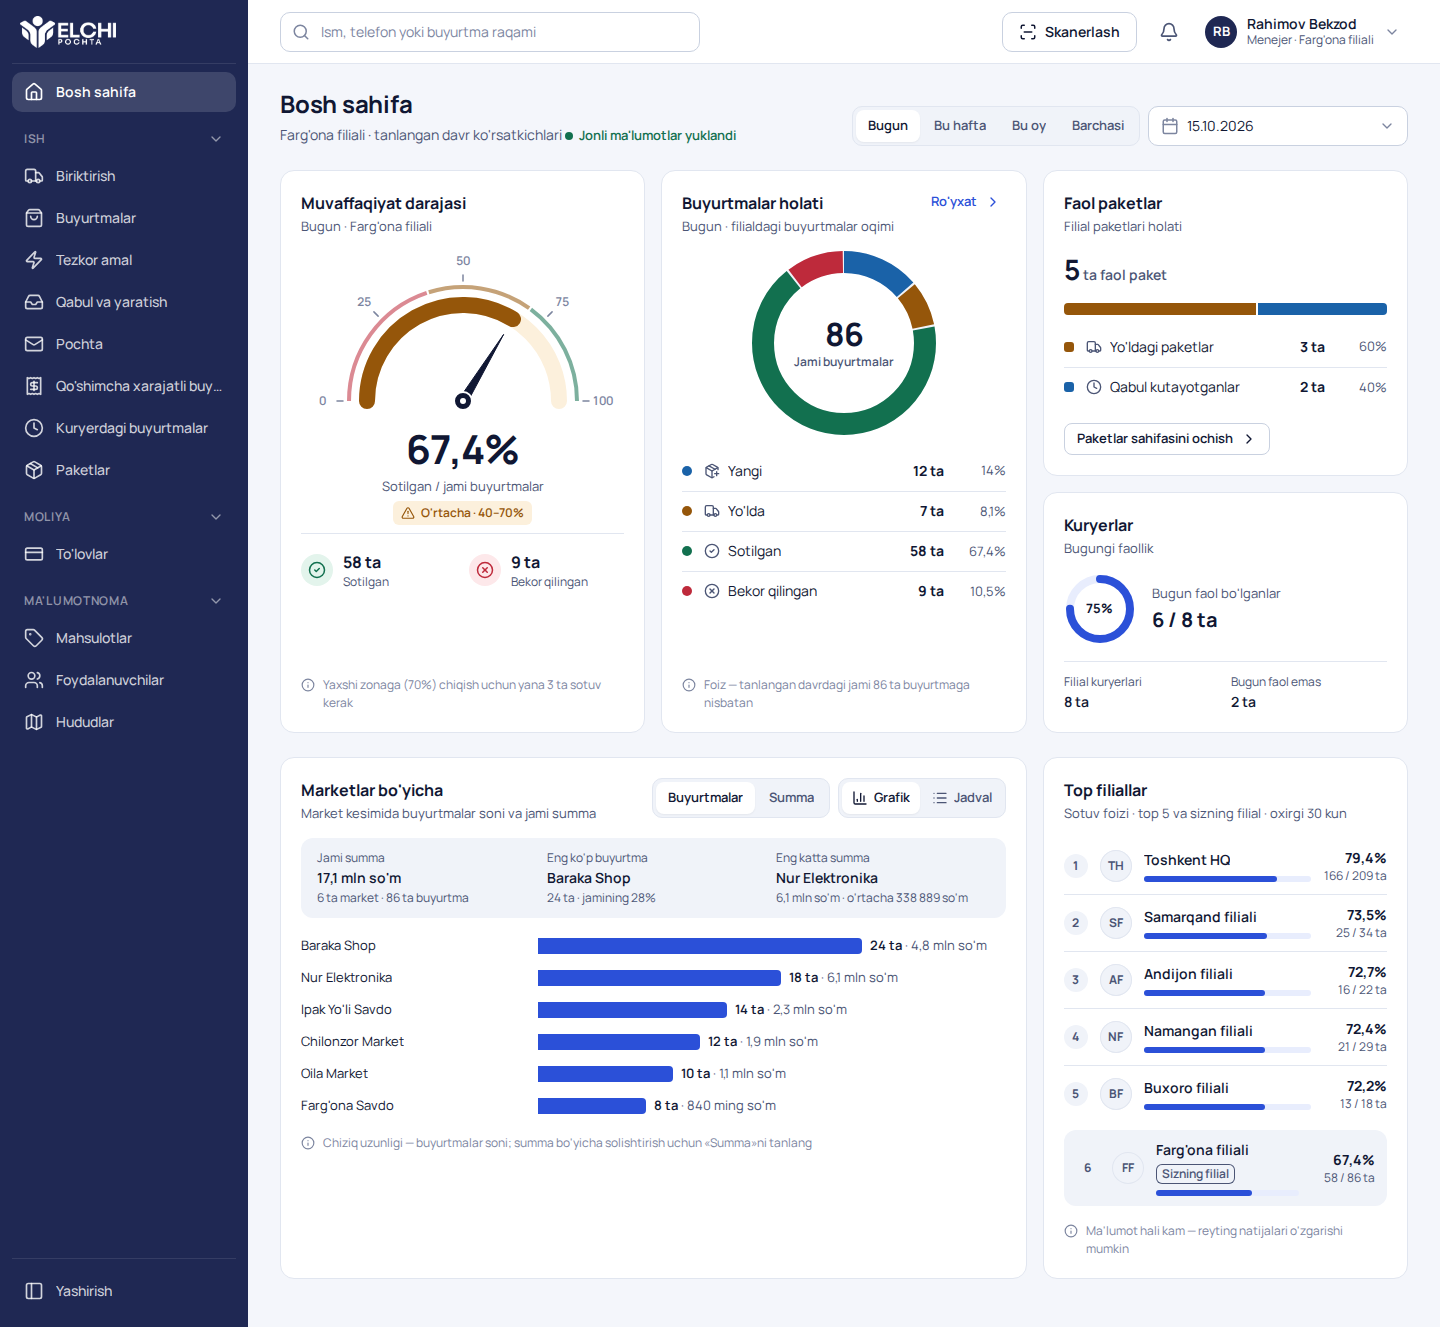 ELCHI
POCHTA
Ism, telefon yoki buyurtma raqami
Skanerlash
RB
Rahimov Bekzod
Menejer · Farg'ona filiali
Bosh sahifa
ISH
Biriktirish
Buyurtmalar
Tezkor amal
Qabul va yaratish
Pochta
Qo'shimcha xarajatli buy...
Kuryerdagi buyurtmalar
Paketlar
MOLIYA
To'lovlar
MA'LUMOTNOMA
Mahsulotlar
Foydalanuvchilar
Hududlar
Yashirish
Bosh sahifa
Farg'ona filiali · tanlangan davr ko'rsatkichlari
Jonli ma'lumotlar yuklandi
Bugun
Bu hafta
Bu oy
Barchasi
15.10.2026
Muvaffaqiyat darajasi
Bugun · Farg'ona filiali
0
25
50
75
100
67,4%
Sotilgan / jami buyurtmalar
O'rtacha · 40–70%
58 ta
Sotilgan
9 ta
Bekor qilingan
Yaxshi zonaga (70%) chiqish uchun yana 3 ta sotuv
kerak
Buyurtmalar holati
Ro'yxat
Bugun · filialdagi buyurtmalar oqimi
86
Jami buyurtmalar
Yangi 12 ta 14%
Yo'lda 7 ta 8,1%
Sotilgan 58 ta 67,4%
Bekor qilingan 9 ta 10,5%
Foiz — tanlangan davrdagi jami 86 ta buyurtmaga
nisbatan
Faol paketlar
Filial paketlari holati
5 ta faol paket
Yo'ldagi paketlar 3 ta 60%
Qabul kutayotganlar 2 ta 40%
Paketlar sahifasini ochish
Kuryerlar
Bugungi faollik
75%
Bugun faol bo'lganlar
6 / 8 ta
Filial kuryerlari
8 ta
Bugun faol emas
2 ta
Marketlar bo'yicha
Market kesimida buyurtmalar soni va jami summa
Buyurtmalar
Summa
Grafik
Jadval
Jami summa
17,1 mln so'm
6 ta market · 86 ta buyurtma
Eng ko'p buyurtma
Baraka Shop
24 ta · jamining 28%
Eng katta summa
Nur Elektronika
6,1 mln so'm · o'rtacha 338 889 so'm
Baraka Shop 24 ta · 4,8 mln so'm
Nur Elektronika 18 ta · 6,1 mln so'm
Ipak Yo'li Savdo 14 ta · 2,3 mln so'm
Chilonzor Market 12 ta · 1,9 mln so'm
Oila Market 10 ta · 1,1 mln so'm
Farg'ona Savdo 8 ta · 840 ming so'm
Chiziq uzunligi — buyurtmalar soni; summa bo'yicha solishtirish uchun «Summa»ni tanlang
Top filiallar
Sotuv foizi · top 5 va sizning filial · oxirgi 30 kun
1 TH Toshkent HQ 79,4%
166 / 209 ta
2 SF Samarqand filiali 73,5%
25 / 34 ta
3 AF Andijon filiali 72,7%
16 / 22 ta
4 NF Namangan filiali 72,4%
21 / 29 ta
5 BF Buxoro filiali 72,2%
13 / 18 ta
6 FF Farg'ona filiali 67,4%
Sizning filial 58 / 86 ta
Ma'lumot hali kam — reyting natijalari o'zgarishi
mumkin